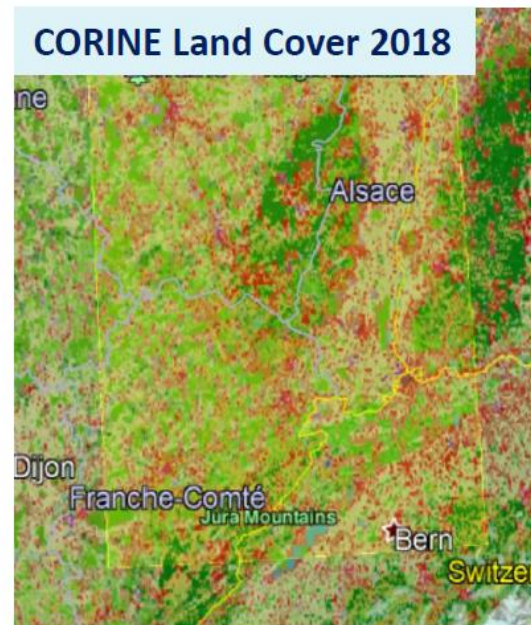 CORINE Land Cover 2018
ne
Alsace
Dijon
Franche-Comté
Jura Mountains
Bern
Switzer